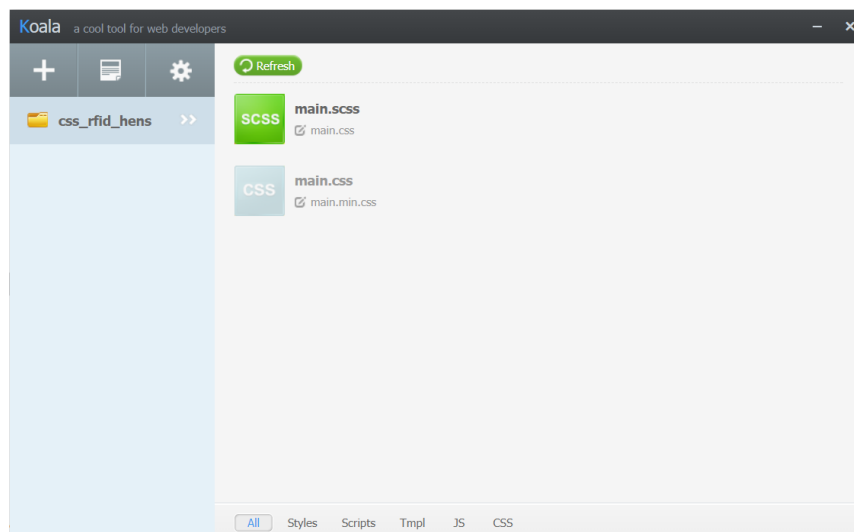 Koala a cool tool for web developers
css_rfid_hens
Refresh
SCSS
main.scss
main.css
CSS
main.css
main.min.css
All Styles Scripts Tmpl JS CSS